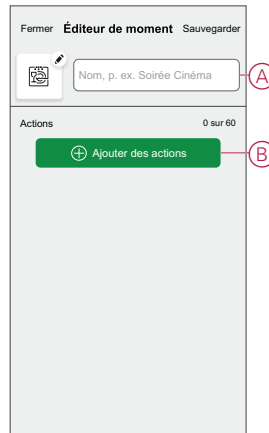 Fermer Éditeur de moment Sauvegarder
Nom, p. ex. Soirée Cinéma
A
Actions 0 sur 60
Ajouter des actions
B